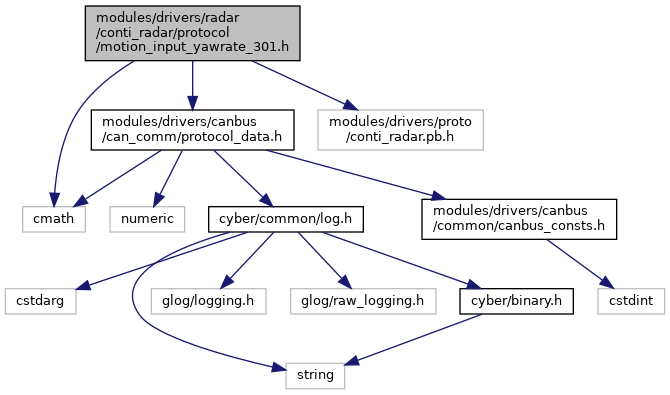 modules/drivers/radar
/conti_radar/protocol
/motion_input_yawrate_301.h
modules/drivers/canbus
/can_comm/protocol_data.h
modules/drivers/proto
/conti_radar.pb.h
cmath
numeric
cyber/common/log.h
modules/drivers/canbus
/common/canbus_consts.h
cstdarg
glog/logging.h
glog/raw_logging.h
cyber/binary.h
cstdint
string